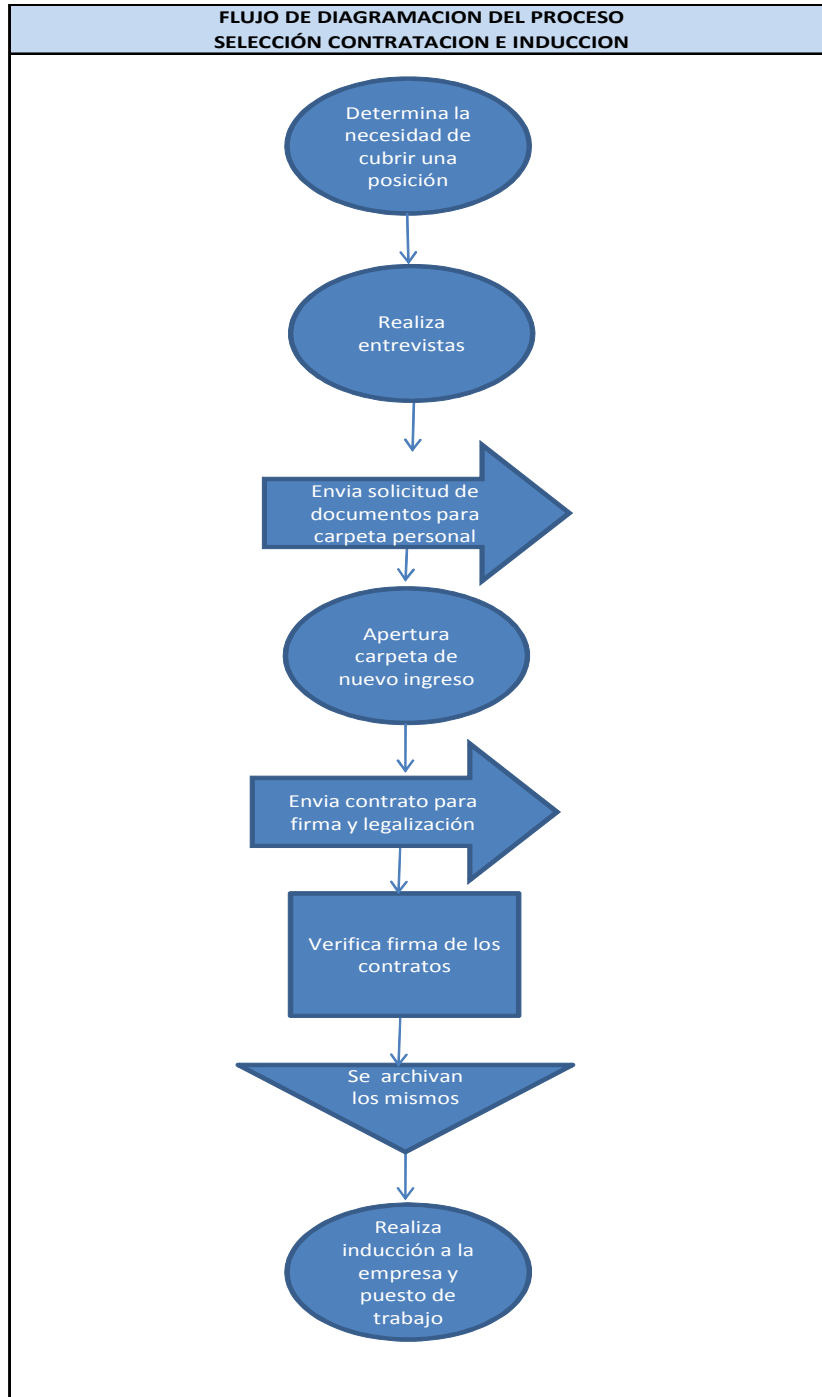 FLUJO DE DIAGRAMACION DEL PROCESO
SELECCIÓN CONTRATACION E INDUCCION
Determina la
necesidad de
cubrir una
posición
Realiza
entrevistas
Envia solicitud de
documentos para
carpeta personal
Apertura
carpeta de
nuevo ingreso
Envia contrato para
firma y legalización
Verifica firma de los
contratos
Se archivan
los mismos
Realiza
inducción a la
empresa y
puesto de
trabajo